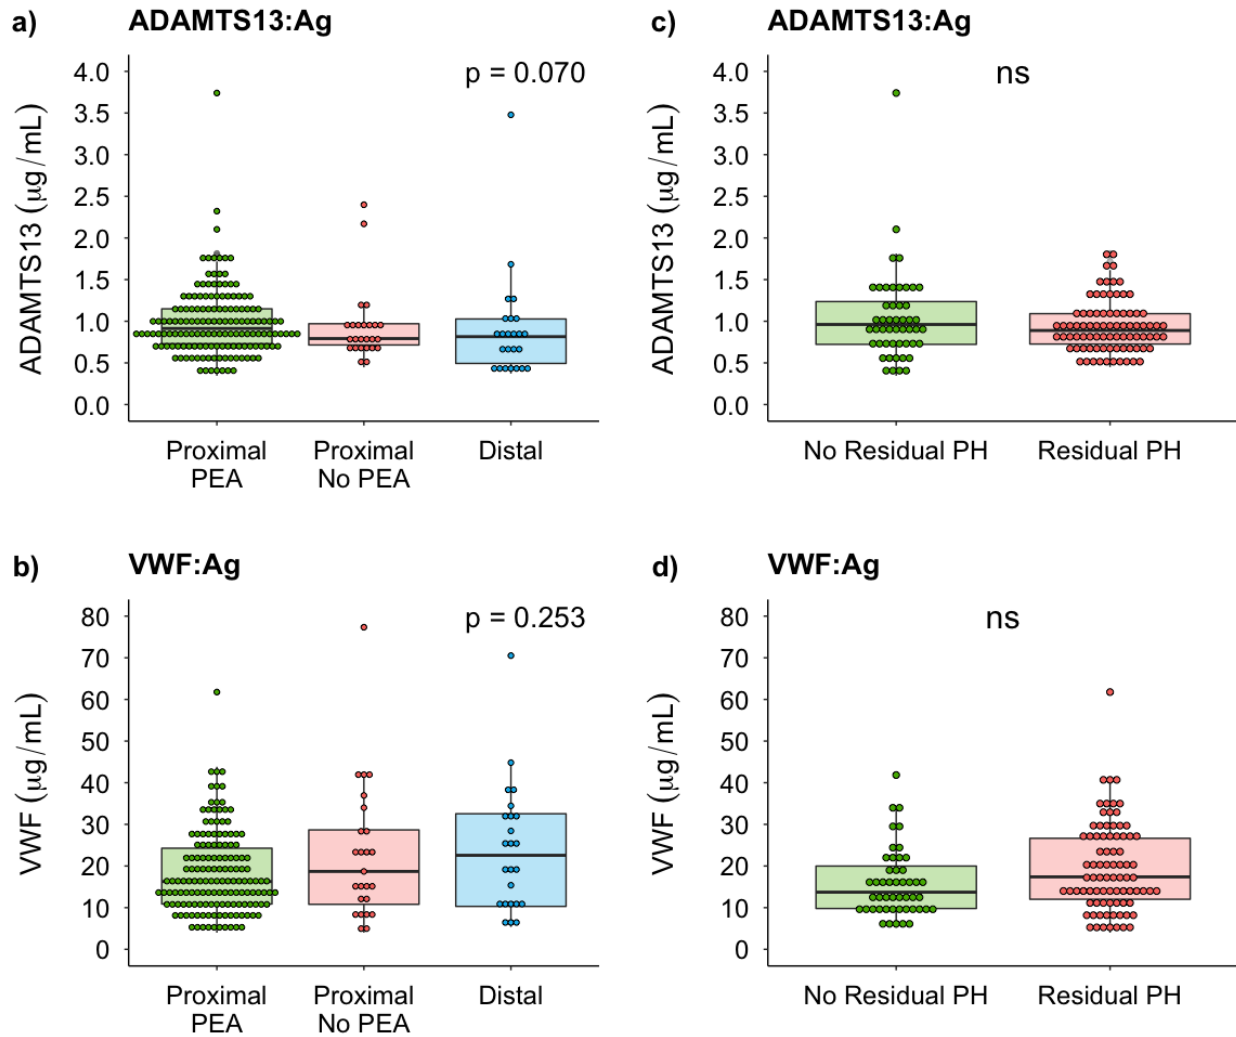 a) ADAMTS13:Ag
p = 0.070
ADAMTS13 (μg/mL)
4.0
3.5
3.0
2.5
2.0
1.5
1.0
0.5
0.0
Proximal PEA
Proximal No PEA
Distal
c) ADAMTS13:Ag
ns
ADAMTS13 (μg/mL)
4.0
3.5
3.0
2.5
2.0
1.5
1.0
0.5
0.0
No Residual PH
Residual PH
b) VWF:Ag
p = 0.253
VWF (μg/mL)
80
70
60
50
40
30
20
10
0
Proximal PEA
Proximal No PEA
Distal
d) VWF:Ag
ns
VWF (μg/mL)
80
70
60
50
40
30
20
10
0
No Residual PH
Residual PH